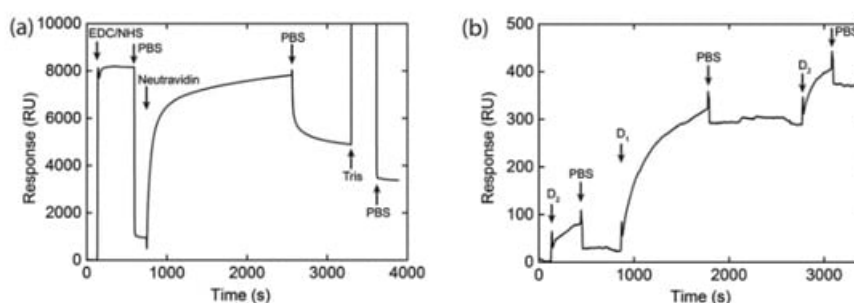 (a)
10000
8000
6000
4000
2000
0
Response (RU)
EDC/NHS
PBS
Neutravidin
PBS
Tris
PBS
0 1000 2000 3000 4000
Time (s)
(b)
500
400
300
200
100
0
Response (RU)
D2
PBS
D1
PBS
D2
PBS
0 1000 2000 3000
Time (s)